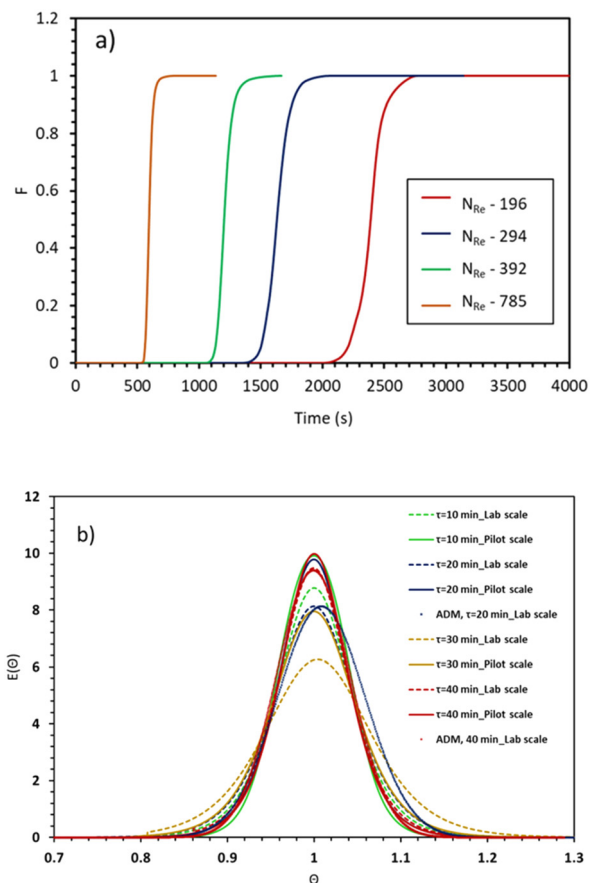 a)
1.2
1
0.8
0.6
0.4
0.2
0
F
N_Re - 196
N_Re - 294
N_Re - 392
N_Re - 785
0 500 1000 1500 2000 2500 3000 3500 4000
Time (s)
b)
12
10
8
6
4
2
0
E(Θ)
τ=10 min_Lab scale
τ=10 min_Pilot scale
τ=20 min_Lab scale
τ=20 min_Pilot scale
ADM, τ=20 min_Lab scale
τ=30 min_Lab scale
τ=30 min_Pilot scale
τ=40 min_Lab scale
τ=40 min_Pilot scale
ADM, 40 min_Lab scale
0.7 0.8 0.9 1 1.1 1.2 1.3
Θ